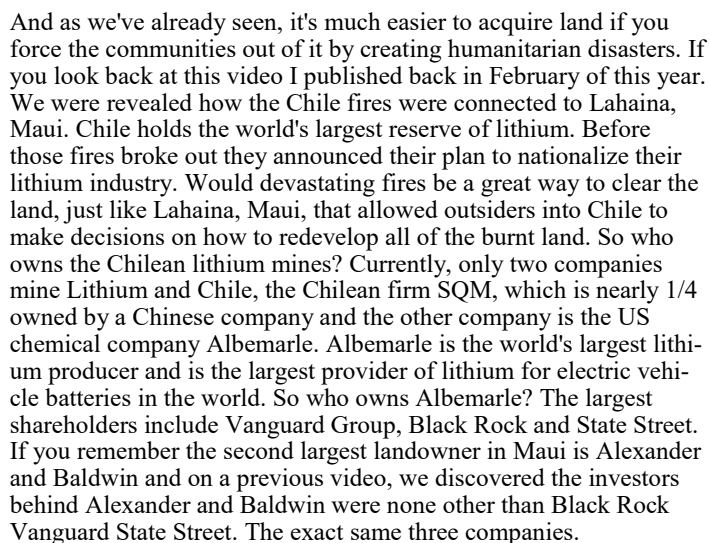 And as we've already seen, it's much easier to acquire land if you
force the communities out of it by creating humanitarian disasters. If
you look back at this video I published back in February of this year.
We were revealed how the Chile fires were connected to Lahaina,
Maui. Chile holds the world's largest reserve of lithium. Before
those fires broke out they announced their plan to nationalize their
lithium industry. Would devastating fires be a great way to clear the
land, just like Lahaina, Maui, that allowed outsiders into Chile to
make decisions on how to redevelop all of the burnt land. So who
owns the Chilean lithium mines? Currently, only two companies
mine Lithium and Chile, the Chilean firm SQM, which is nearly 1/4
owned by a Chinese company and the other company is the US
chemical company Albemarle. Albemarle is the world's largest lithi-
um producer and is the largest provider of lithium for electric vehi-
cle batteries in the world. So who owns Albemarle? The largest
shareholders include Vanguard Group, Black Rock and State Street.
If you remember the second largest landowner in Maui is Alexander
and Baldwin and on a previous video, we discovered the investors
behind Alexander and Baldwin were none other than Black Rock
Vanguard State Street. The exact same three companies.